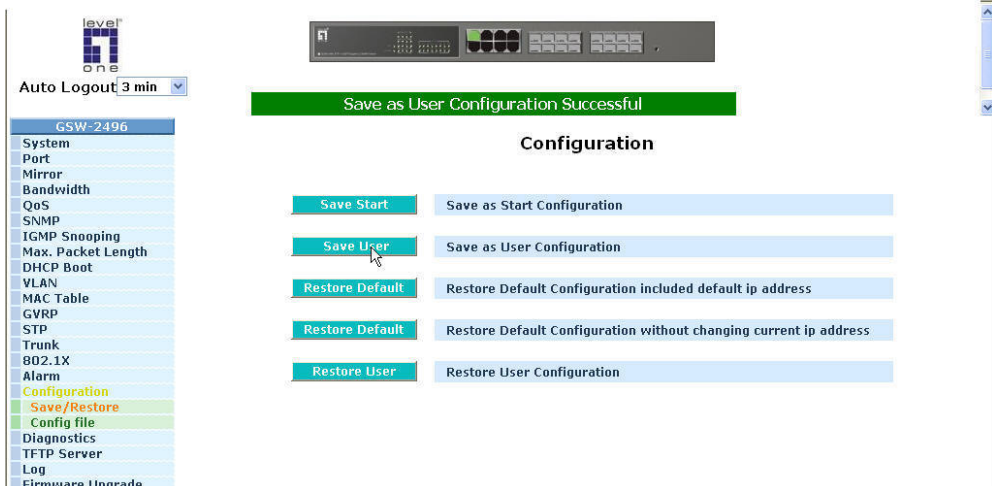 level
one
Auto Logout 3 min
Save as User Configuration Successful
GSW-2496
System
Port
Mirror
Bandwidth
QoS
SNMP
IGMP Snooping
Max. Packet Length
DHCP Boot
VLAN
MAC Table
GVRP
STP
Trunk
802.1X
Alarm
Configuration
Save/Restore
Config file
Diagnostics
TFTP Server
Log
Firmware Upgrade
Configuration
Save Start Save as Start Configuration
Save User Save as User Configuration
Restore Default Restore Default Configuration included default ip address
Restore Default Restore Default Configuration without changing current ip address
Restore User Restore User Configuration